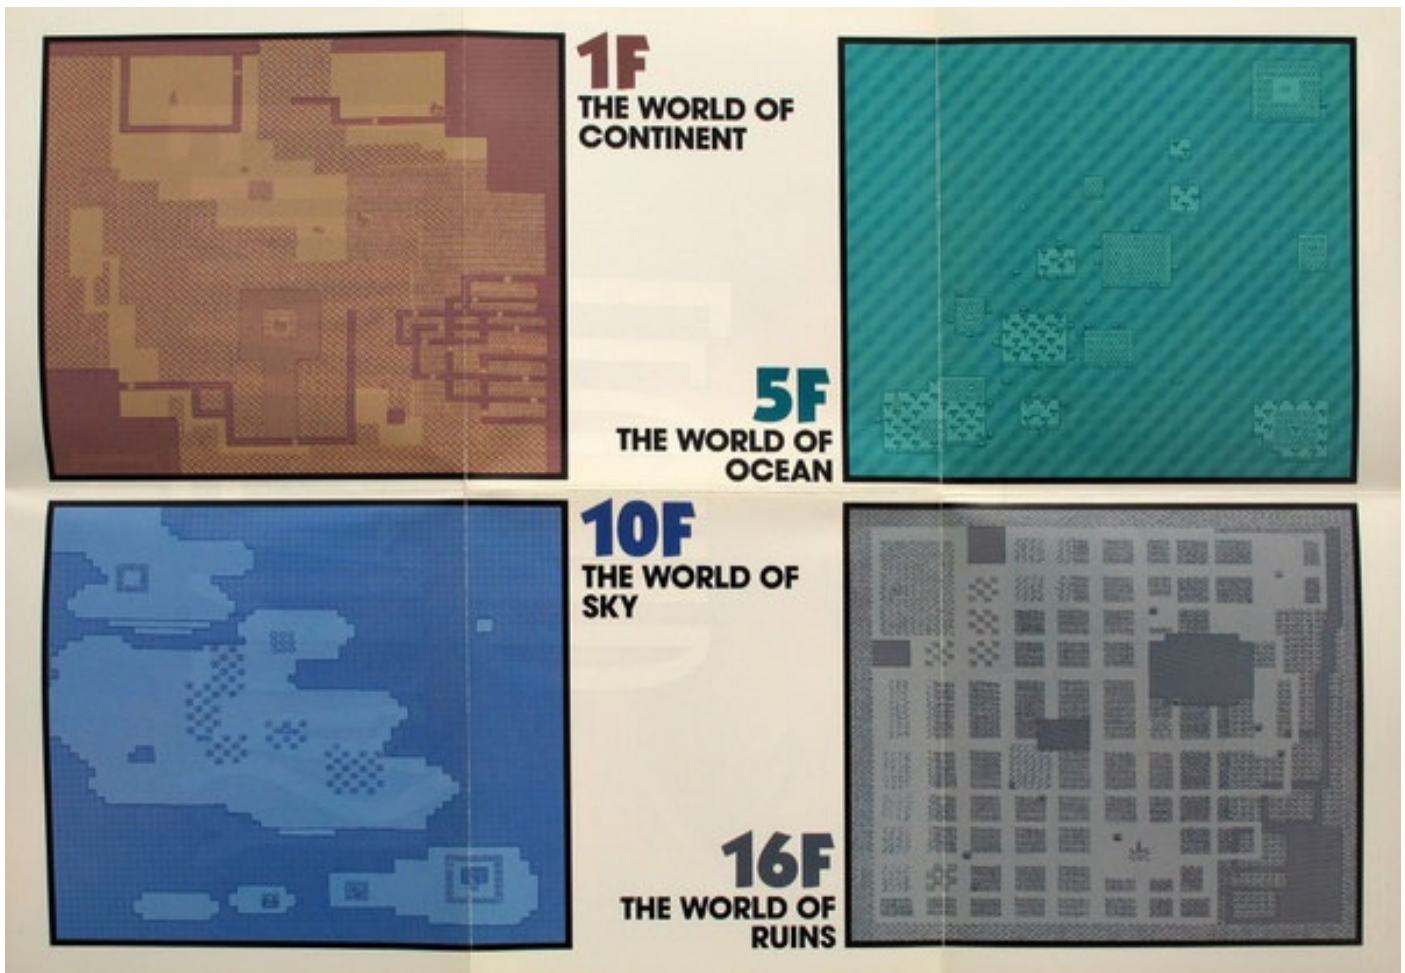 1F
THE WORLD OF
CONTINENT
5F
THE WORLD OF
OCEAN
10F
THE WORLD OF
SKY
16F
THE WORLD OF
RUINS